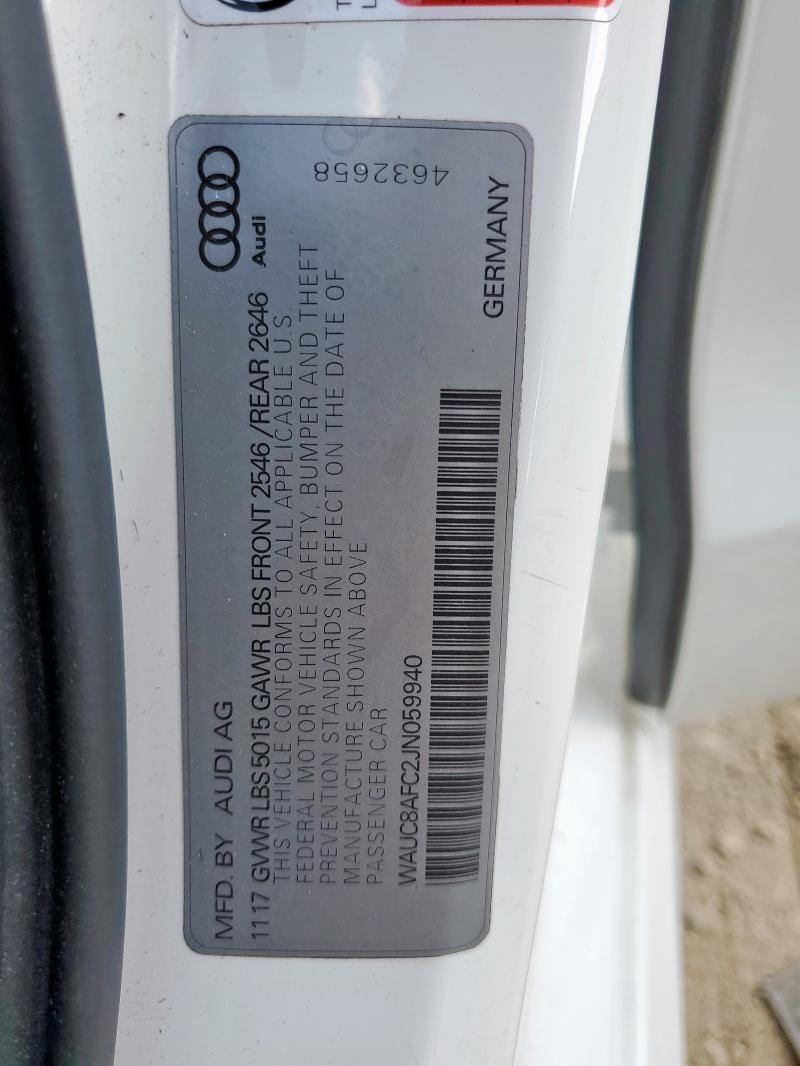 MFD. BY AUDI AG
Audi
11 17 GVWR LBS 5015 GAWR LBS FRONT 2546 / REAR 2646
THIS VEHICLE CONFORMS TO ALL APPLICABLE U.S.
FEDERAL MOTOR VEHICLE SAFETY, BUMPER AND THEFT
PREVENTION STANDARDS IN EFFECT ON THE DATE OF
MANUFACTURE SHOWN ABOVE
PASSENGER CAR
4632658
WAUC8AFC2JN059940
GERMANY